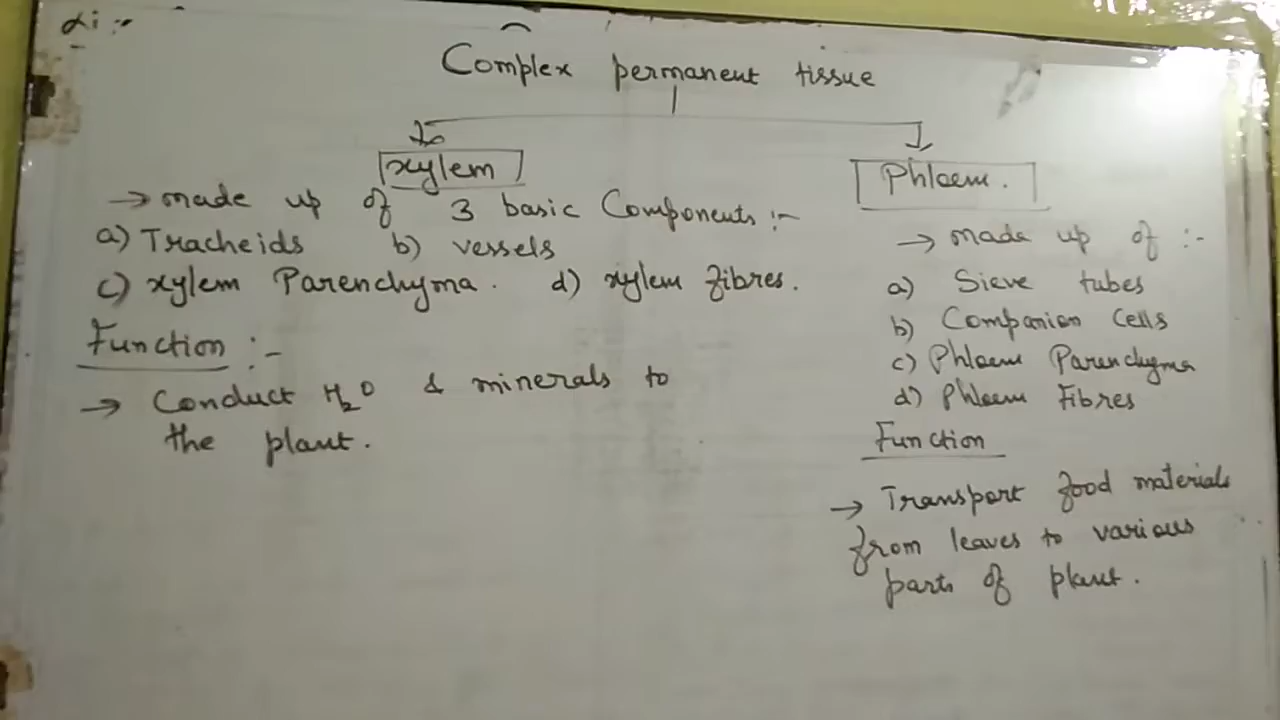 Complex permanent tissue
xylem
→ made up of 3 basic Components :-
a) Tracheids b) vessels
c) xylem Parenchyma. d) xylem fibres.
Function :-
→ Conduct H₂O & minerals to
the plant.
Phloem.
→ made up of :-
a) Sieve tubes
b) Companion Cells
c) Phloem Parenchyma
d) Phloem Fibres
Function
→ Transport food materials
from leaves to various
parts of plant.